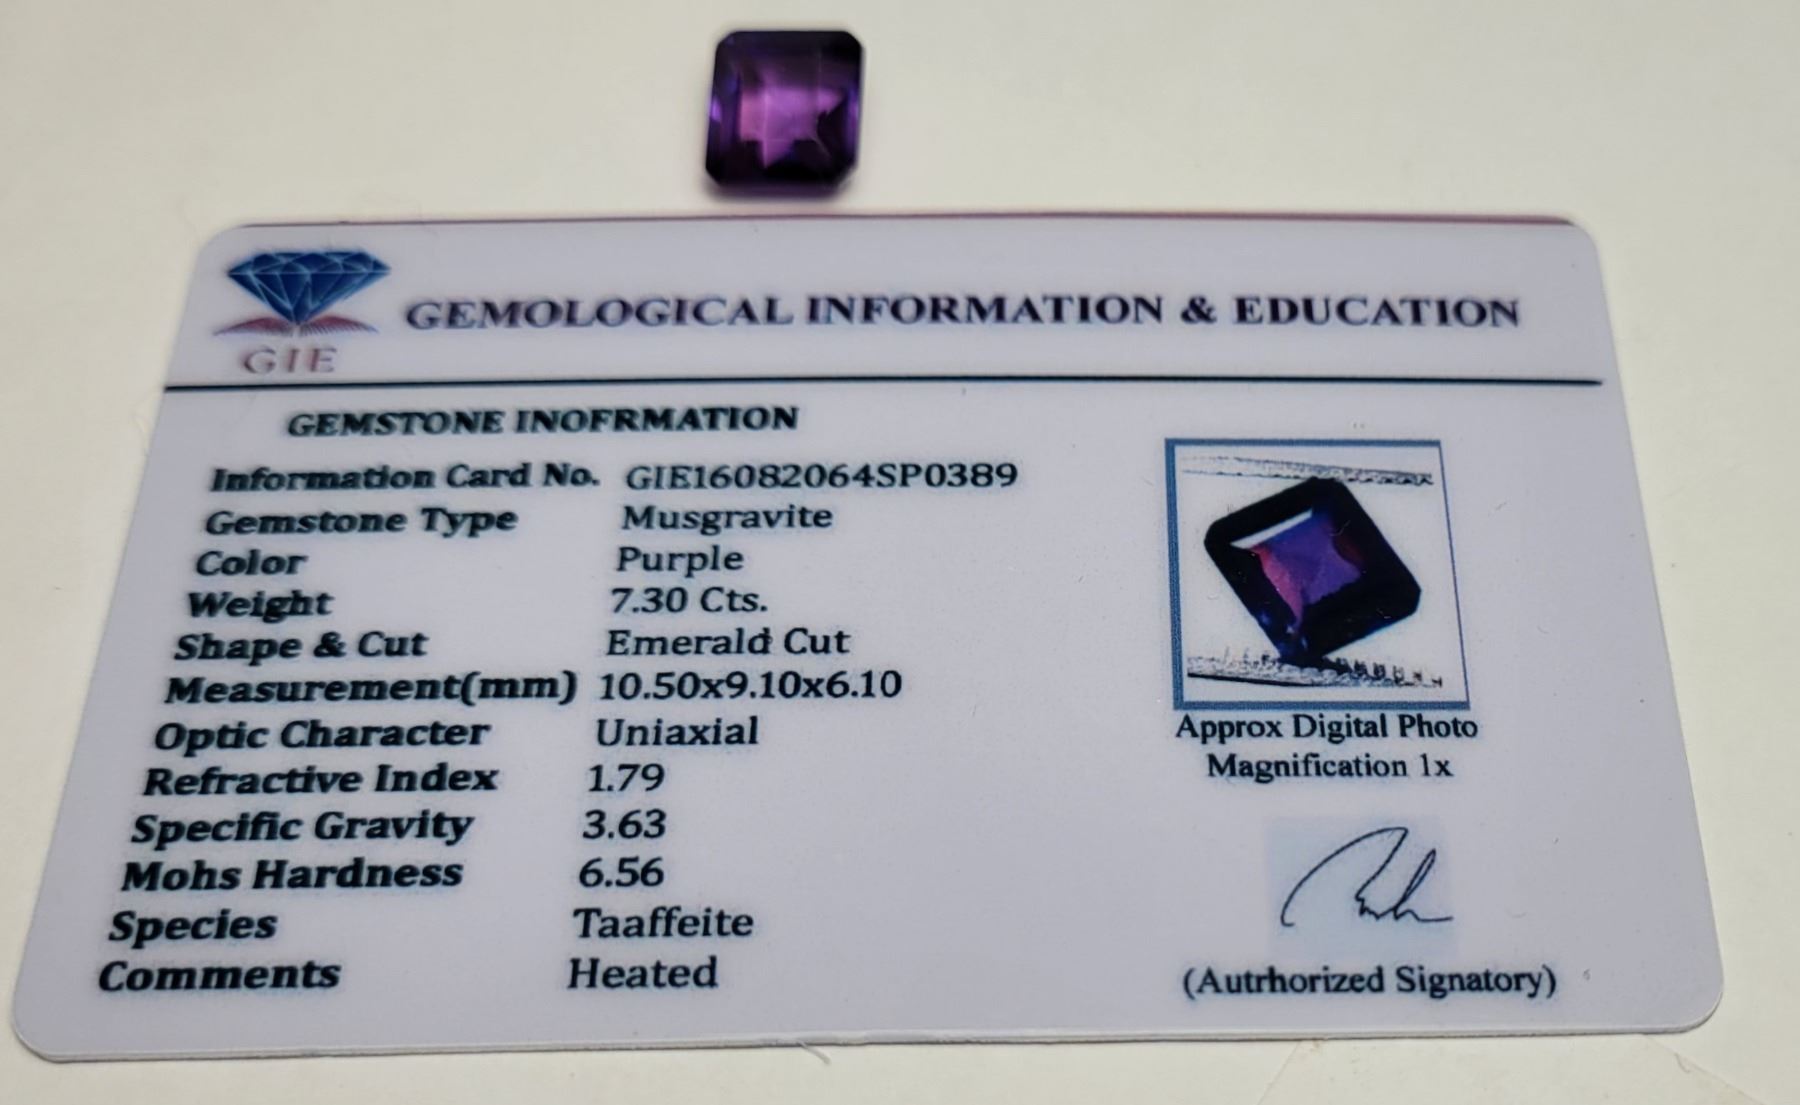 GIE
GEMOLOGICAL INFORMATION & EDUCATION
GEMSTONE INOFRMATION
Information Card No. GIE16082064SP0389
Gemstone Type Musgravite
Color Purple
Weight 7.30 Cts.
Shape & Cut Emerald Cut
Measurement(mm) 10.50x9.10x6.10
Optic Character Uniaxial
Refractive Index 1.79
Specific Gravity 3.63
Mohs Hardness 6.56
Species Taaffeite
Comments Heated
Approx Digital Photo
Magnification 1x
(Autrhorized Signatory)